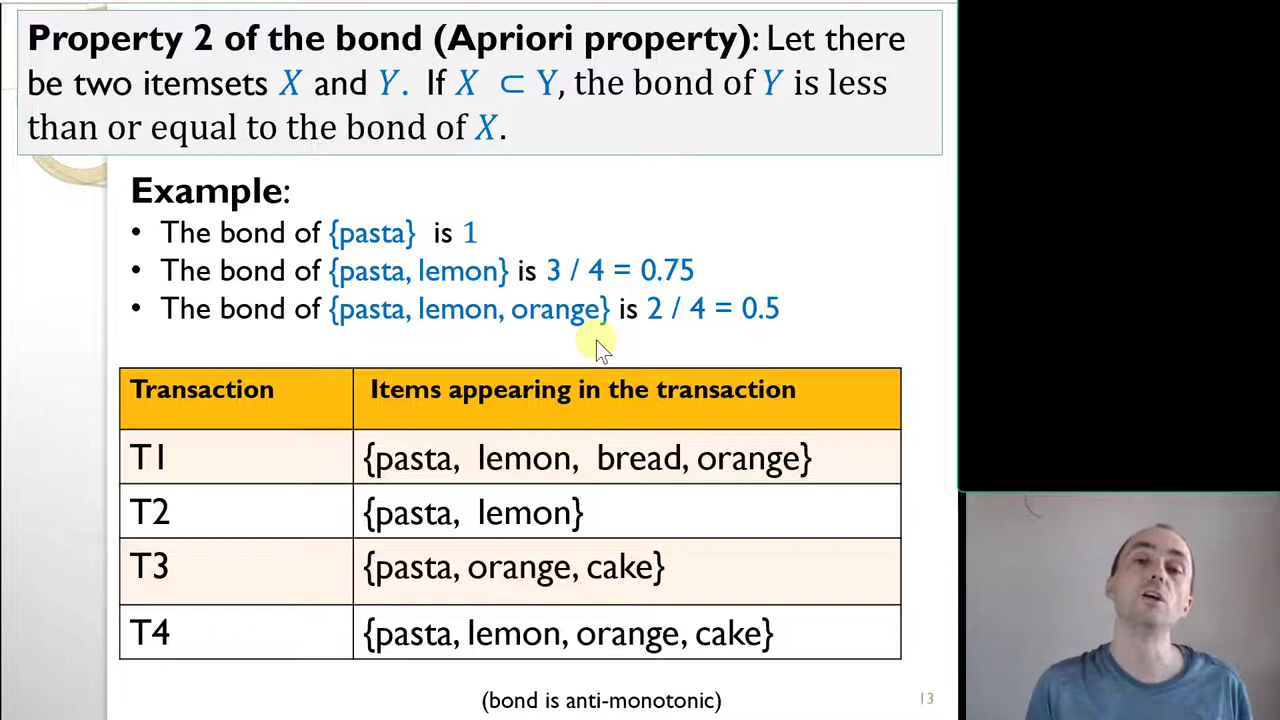 Property 2 of the bond (Apriori property): Let there
be two itemsets X and Y. If X ⊂ Y, the bond of Y is less
than or equal to the bond of X.
Example:
• The bond of {pasta} is 1
• The bond of {pasta, lemon} is 3 / 4 = 0.75
• The bond of {pasta, lemon, orange} is 2 / 4 = 0.5
Transaction Items appearing in the transaction
T1 {pasta, lemon, bread, orange}
T2 {pasta, lemon}
T3 {pasta, orange, cake}
T4 {pasta, lemon, orange, cake}
(bond is anti-monotonic)
13